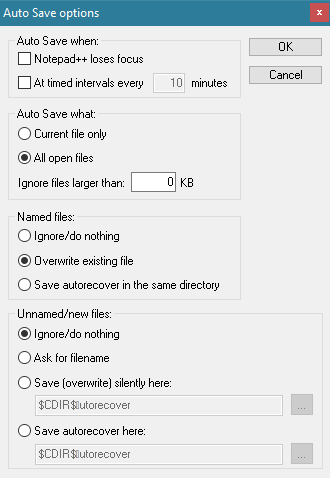 Auto Save options
x
Auto Save when:
OK
Notepad++ loses focus
Cancel
At timed intervals every 10 minutes
Auto Save what:
Current file only
All open files
Ignore files larger than: 0 KB
Named files:
Ignore/do nothing
Overwrite existing file
Save autorecover in the same directory
Unnamed/new files:
Ignore/do nothing
Ask for filename
Save (overwrite) silently here:
$CDIR$▯utorecover ...
Save autorecover here:
$CDIR$▯utorecover ...